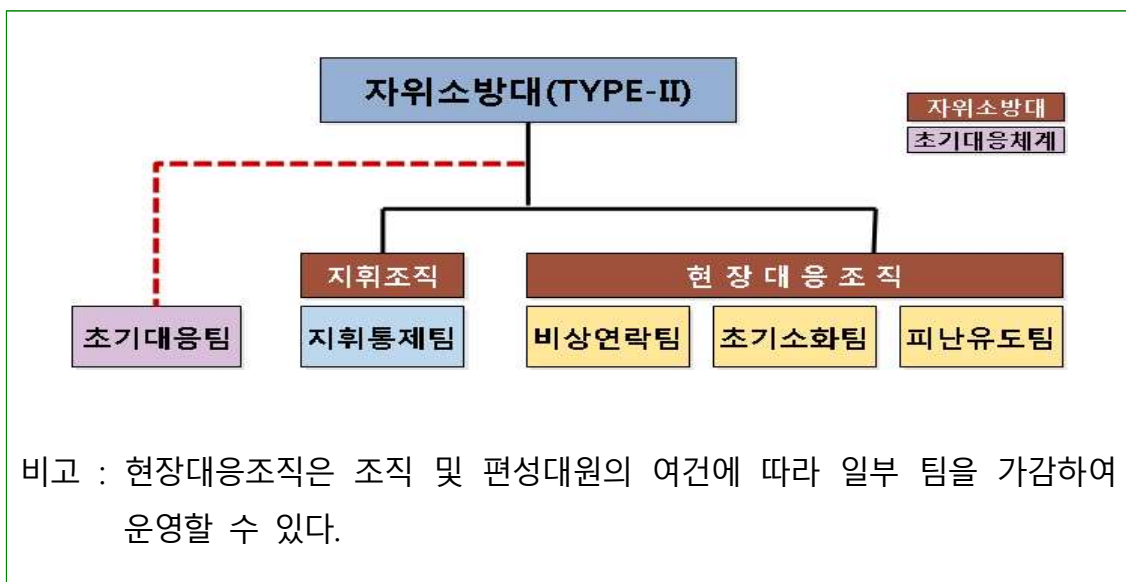 자위소방대(TYPE-II)
자위소방대
초기대응체계
지휘조직
현 장 대 응 조 직
초기대응팀
지휘통제팀
비상연락팀
초기소화팀
피난유도팀
비고 : 현장대응조직은 조직 및 편성대원의 여건에 따라 일부 팀을 가감하여
운영할 수 있다.